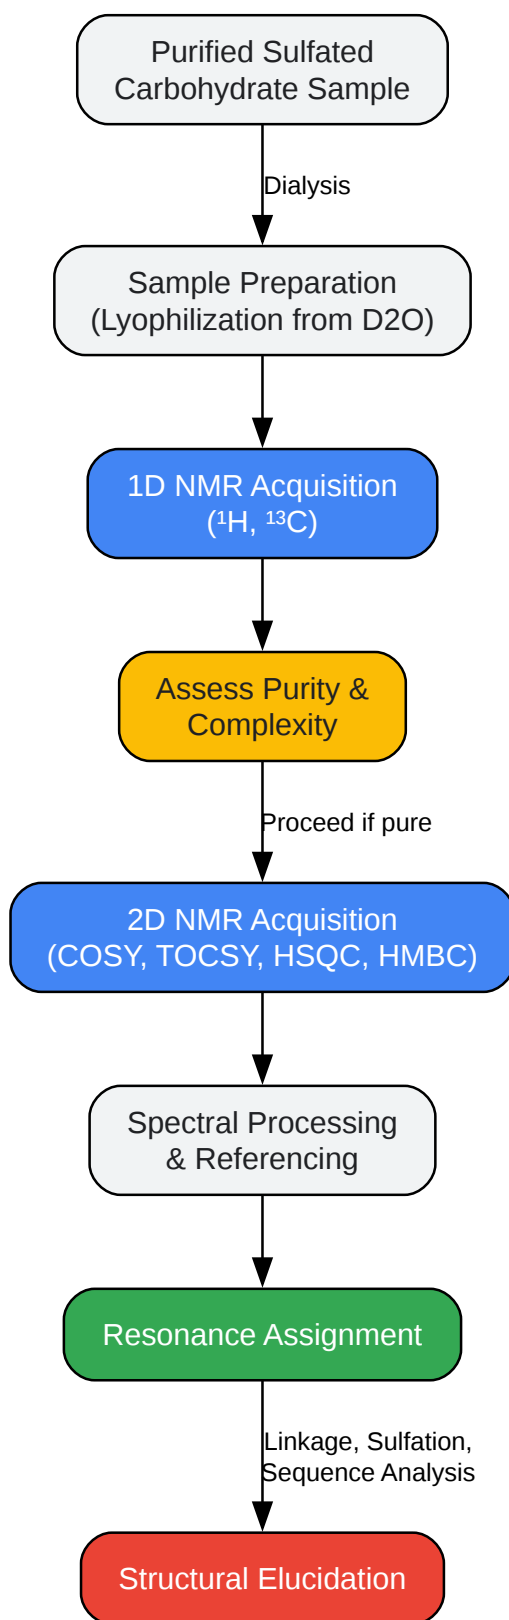 Purified Sulfated
Carbohydrate Sample
Dialysis
Sample Preparation
(Lyophilization from D2O)
1D NMR Acquisition
(¹H, ¹³C)
Assess Purity &
Complexity
Proceed if pure
2D NMR Acquisition
(COSY, TOCSY, HSQC, HMBC)
Spectral Processing
& Referencing
Resonance Assignment
Linkage, Sulfation,
Sequence Analysis
Structural Elucidation